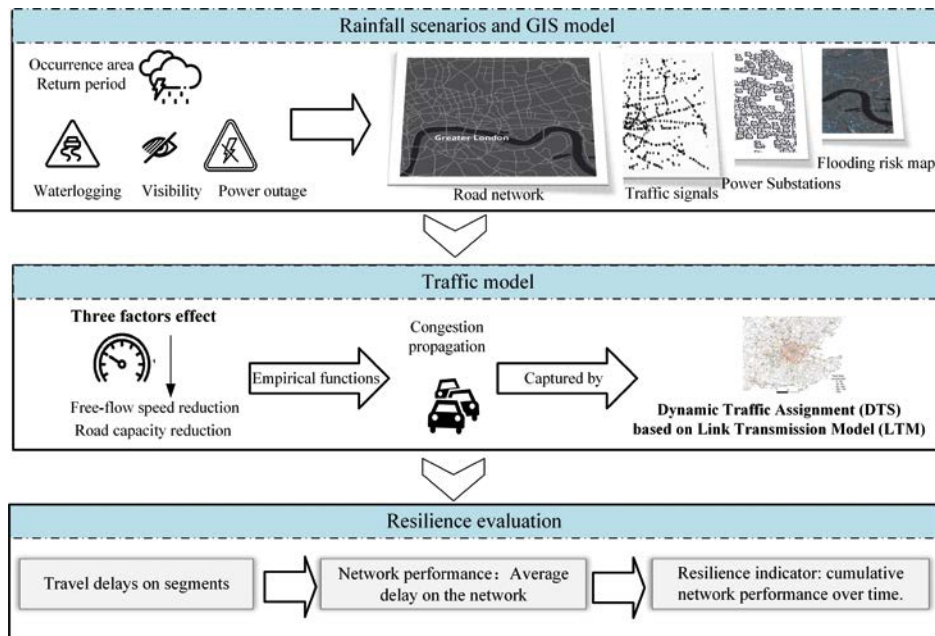 Rainfall scenarios and GIS model
Occurrence area
Return period
Waterlogging
Visibility
Power outage
Greater London
Road network
Traffic signals
Power Substations
Flooding risk map
Traffic model
Three factors effect
Free-flow speed reduction
Road capacity reduction
Empirical functions
Congestion
propagation
Captured by
Dynamic Traffic Assignment (DTS)
based on Link Transmission Model (LTM)
Resilience evaluation
Travel delays on segments
Network performance：Average
delay on the network
Resilience indicator: cumulative
network performance over time.